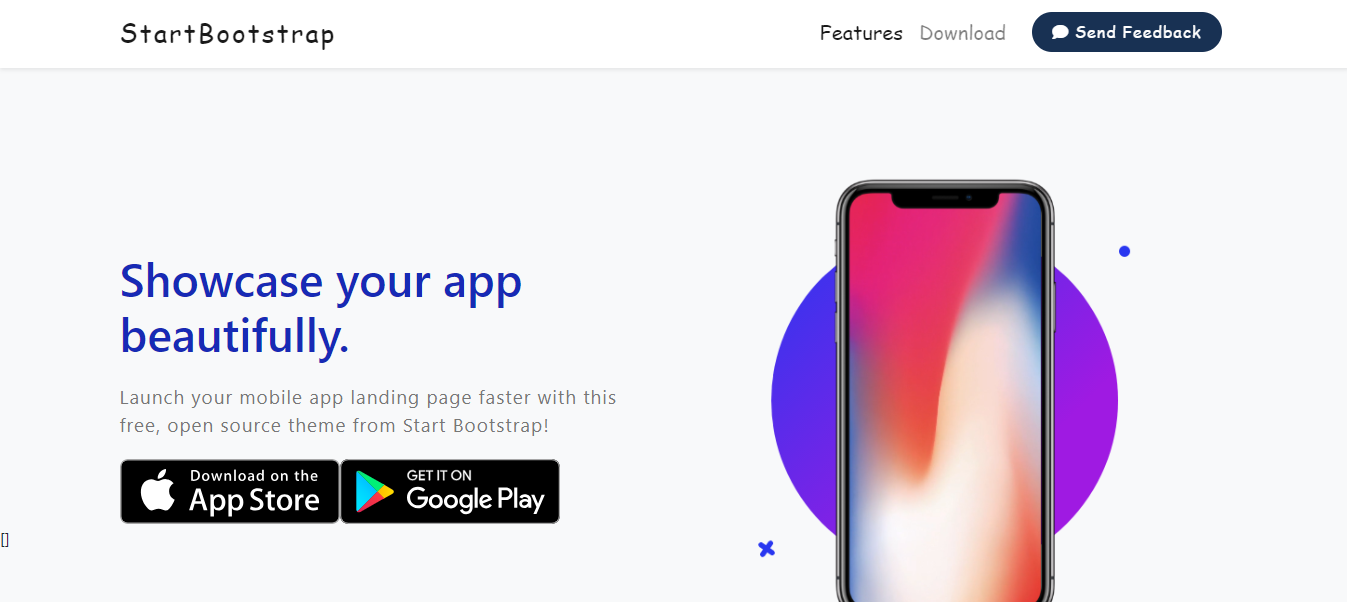 StartBootstrap
Features Download Send Feedback
Showcase your app
beautifully.
Launch your mobile app landing page faster with this
free, open source theme from Start Bootstrap!
Download on the
App Store
GET IT ON
Google Play
[]